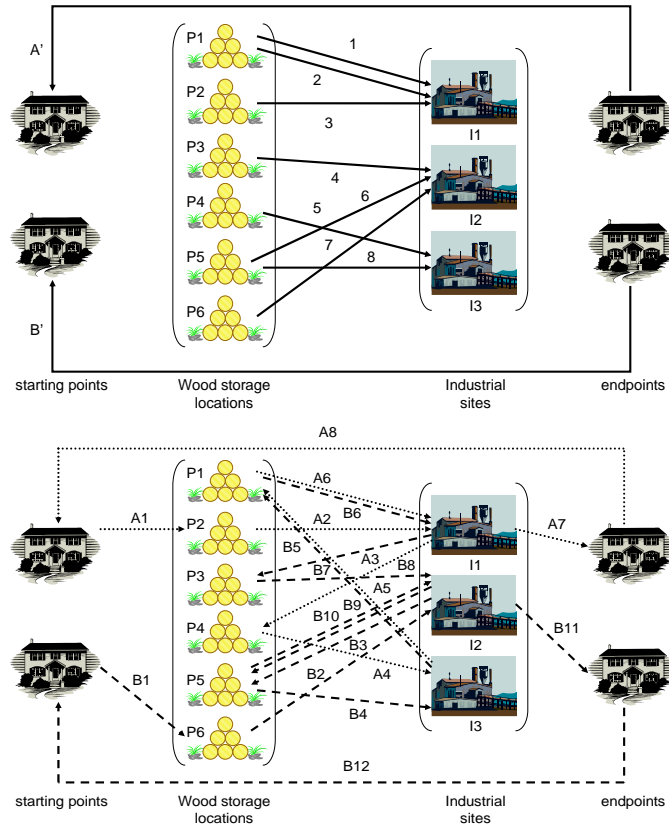 P1
1
A'
2
P2
3
I1
P3
4
6
P4
5
I2
7
P5
8
P6
I3
B'
starting points
Wood storage
locations
Industrial
sites
endpoints
A8
P1
A6
B6
A1
P2
A2
A7
B5
A3
B8
I1
P3
B7
A5
B9
B10
P4
I2
B11
B3
P5
B2
A4
B1
B4
I3
P6
B12
starting points
Wood storage
locations
Industrial
sites
endpoints